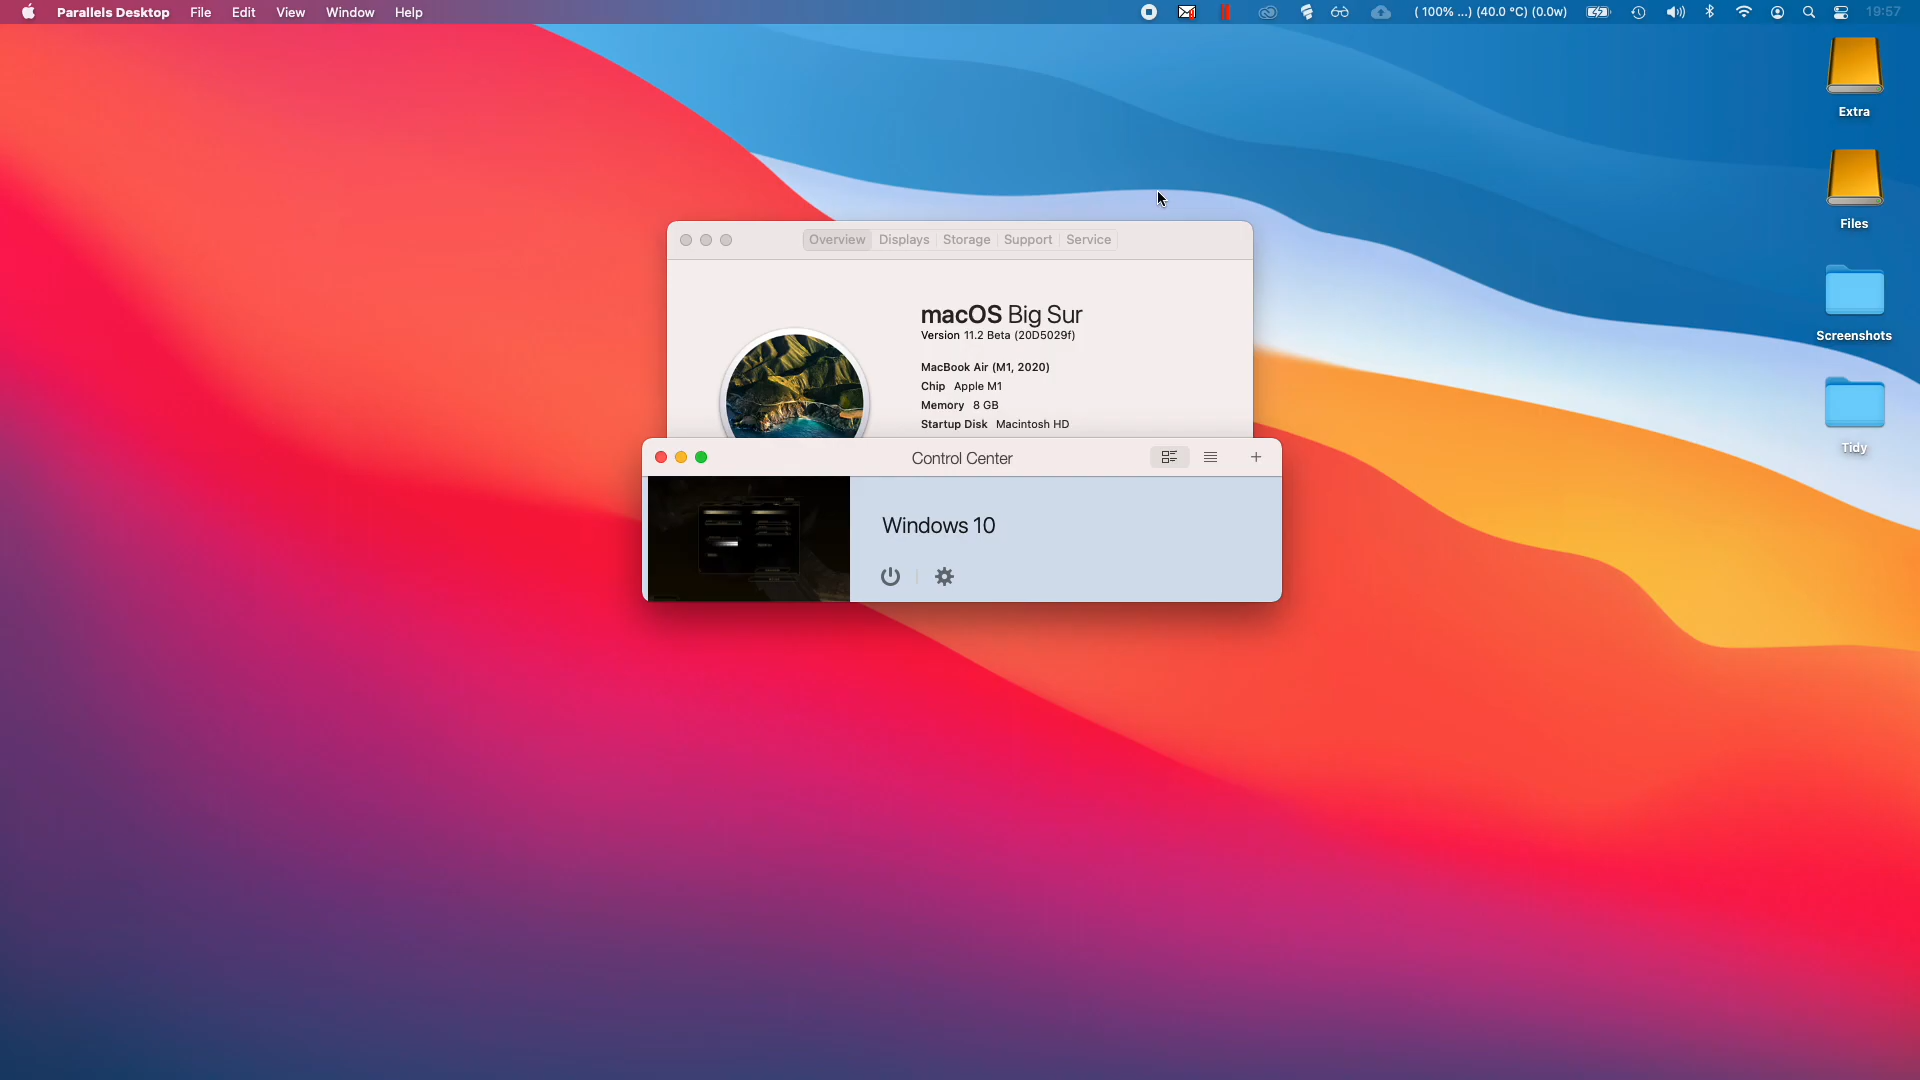 Parallels Desktop File Edit View Window Help ( 100% ...) (40.0 °C) (0.0w) 19:57
Extra
Files
Screenshots
Tidy
Overview Displays Storage Support Service
macOS Big Sur
Version 11.2 Beta (20D5029f)
MacBook Air (M1, 2020)
Chip Apple M1
Memory 8 GB
Startup Disk Macintosh HD
Control Center
Windows 10